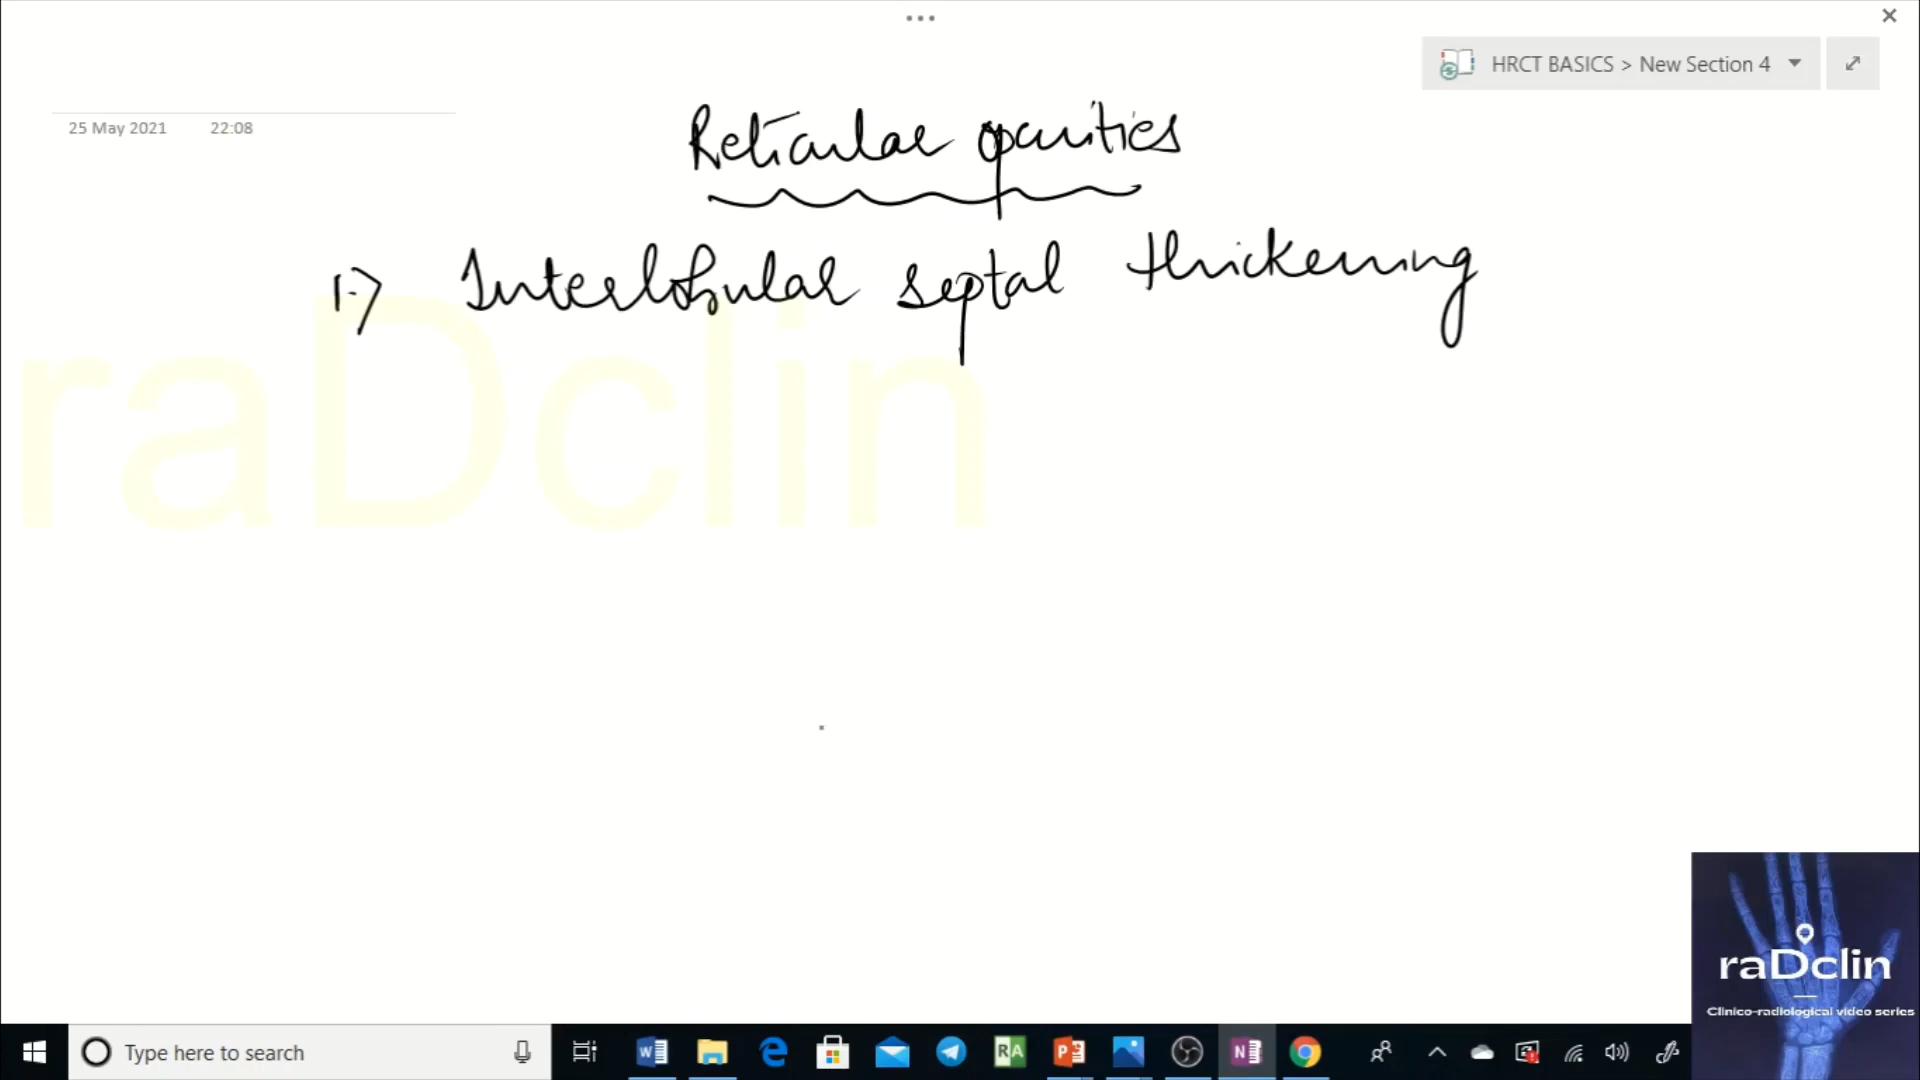 HRCT BASICS > New Section 4
25 May 2021 22:08
Reticular opacities
1.) Interlobular septal thickening
raDclin
raDclin
Clinico-radiological video series
Type here to search